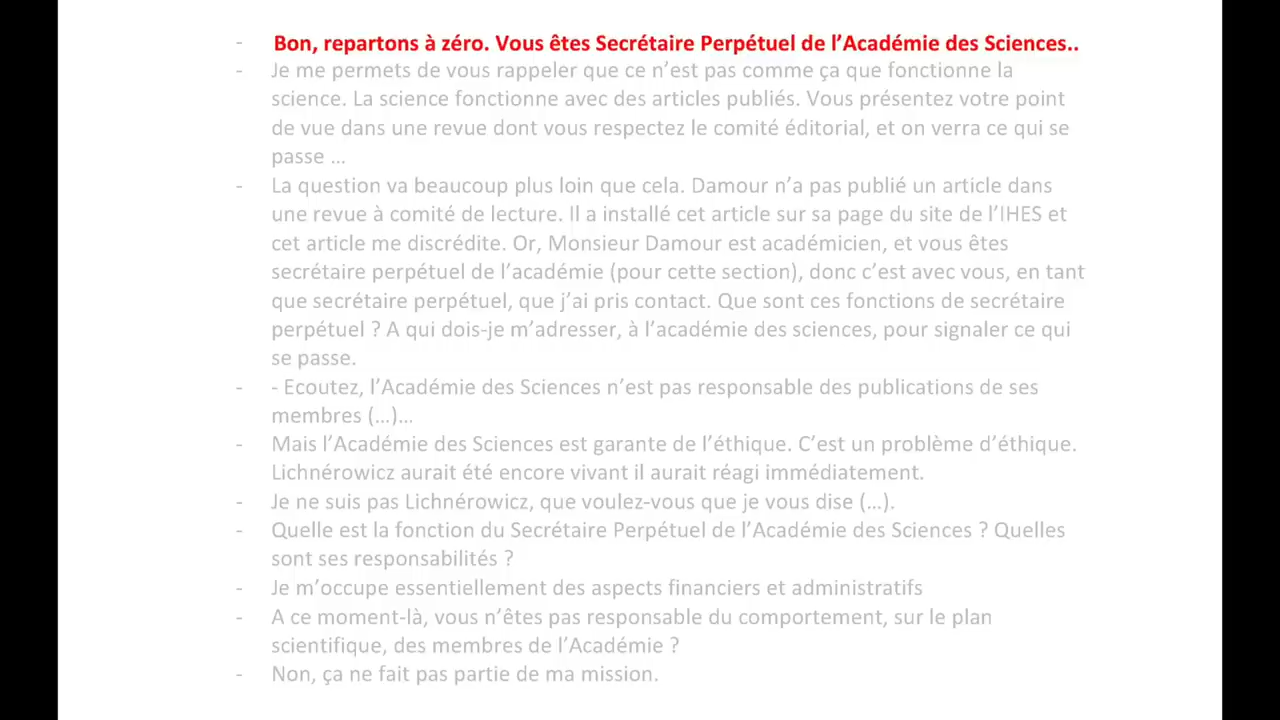 - Bon, repartons à zéro. Vous êtes Secrétaire Perpétuel de l’Académie des Sciences..
- Je me permets de vous rappeler que ce n’est pas comme ça que fonctionne la
science. La science fonctionne avec des articles publiés. Vous présentez votre point
de vue dans une revue dont vous respectez le comité éditorial, et on verra ce qui se
passe …
- La question va beaucoup plus loin que cela. Damour n’a pas publié un article dans
une revue à comité de lecture. Il a installé cet article sur sa page du site de l’IHES et
cet article me discrédite. Or, Monsieur Damour est académicien, et vous êtes
secrétaire perpétuel de l’académie (pour cette section), donc c’est avec vous, en tant
que secrétaire perpétuel, que j’ai pris contact. Que sont ces fonctions de secrétaire
perpétuel ? A qui dois-je m’adresser, à l’académie des sciences, pour signaler ce qui
se passe.
- - Ecoutez, l’Académie des Sciences n’est pas responsable des publications de ses
membres (…)…
- Mais l’Académie des Sciences est garante de l’éthique. C’est un problème d’éthique.
Lichnérowicz aurait été encore vivant il aurait réagi immédiatement.
- Je ne suis pas Lichnérowicz, que voulez-vous que je vous dise (…).
- Quelle est la fonction du Secrétaire Perpétuel de l’Académie des Sciences ? Quelles
sont ses responsabilités ?
- Je m’occupe essentiellement des aspects financiers et administratifs
- A ce moment-là, vous n’êtes pas responsable du comportement, sur le plan
scientifique, des membres de l’Académie ?
- Non, ça ne fait pas partie de ma mission.